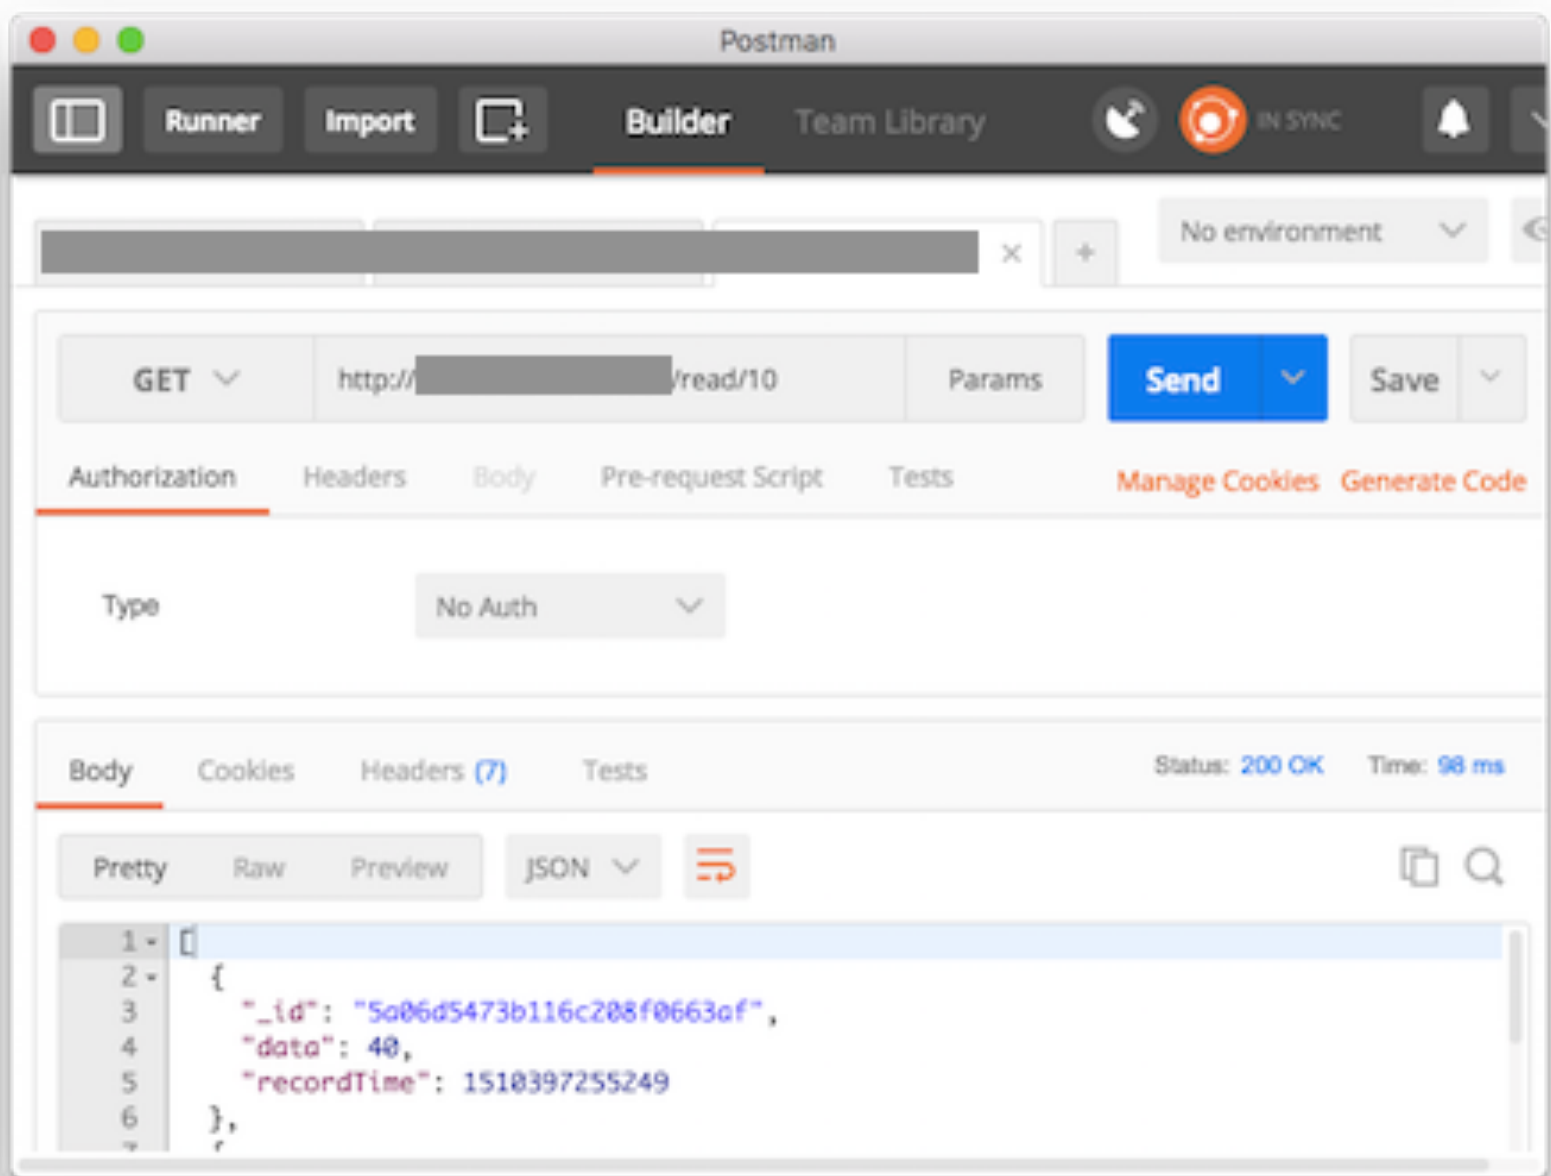 Postman
Runner Import Builder Team Library IN SYNC
No environment
GET http:// /read/10 Params Send Save
Authorization Headers Body Pre-request Script Tests Manage Cookies Generate Code
Type No Auth
Body Cookies Headers (7) Tests Status: 200 OK Time: 98 ms
Pretty Raw Preview JSON
1 [
2 {
3 "_id": "5a06d5473b116c208f0663af",
4 "data": 40,
5 "recordTime": 1510397255249
6 },